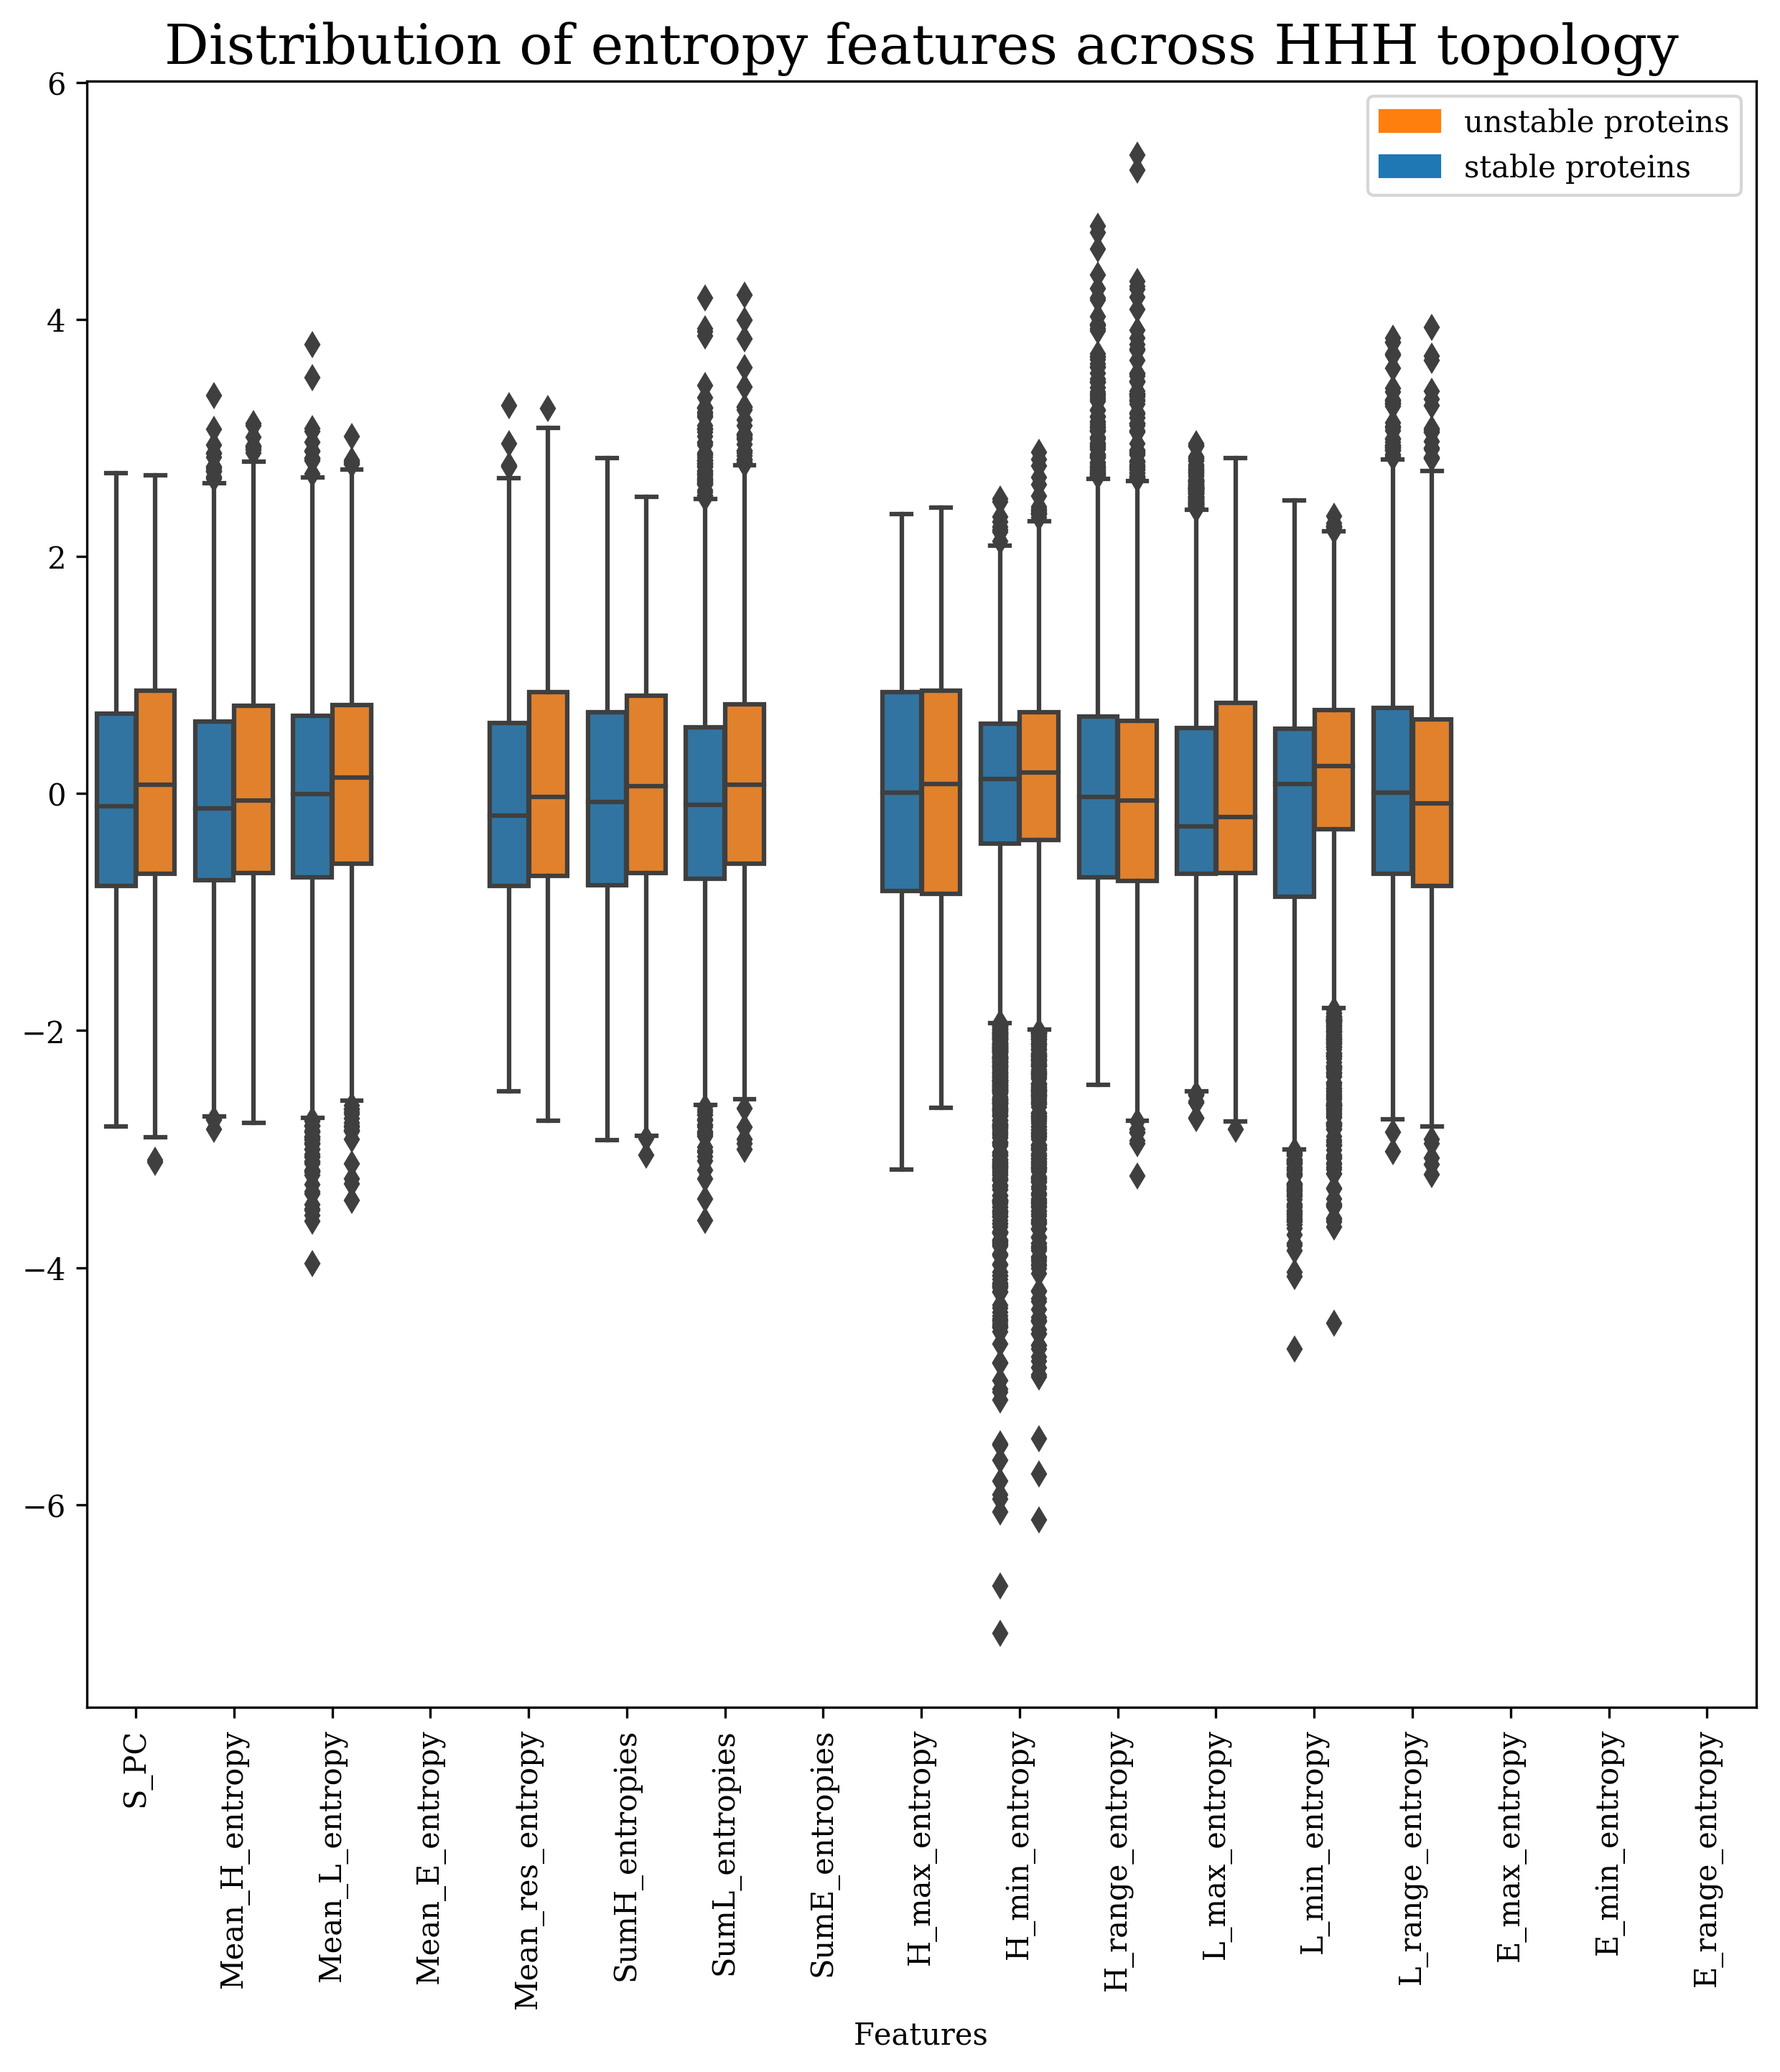 Distribution of entropy features across HHH topology
unstable proteins
stable proteins
6
4
2
0
−2
−4
−6
S_PC
Mean_H_entropy
Mean_L_entropy
Mean_E_entropy
Mean_res_entropy
SumH_entropies
SumL_entropies
SumE_entropies
H_max_entropy
H_min_entropy
H_range_entropy
L_max_entropy
L_min_entropy
L_range_entropy
E_max_entropy
E_min_entropy
E_range_entropy
Features